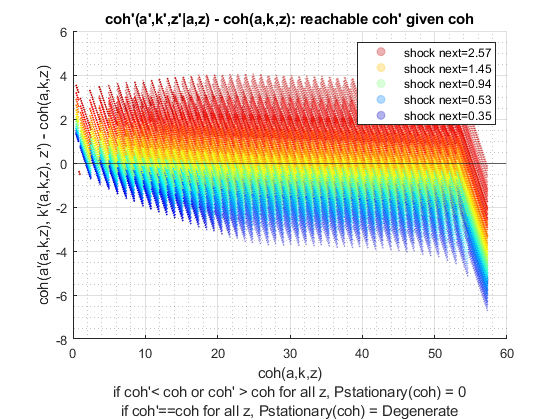 coh'(a',k',z'|a,z) - coh(a,k,z): reachable coh' given coh
6
4
2
0
-2
-4
-6
-8
coh(a'(a,k,z), k'(a,k,z), z') - coh(a,k,z)
shock next=2.57
shock next=1.45
shock next=0.94
shock next=0.53
shock next=0.35
0 10 20 30 40 50 60
coh(a,k,z)
if coh'< coh or coh' > coh for all z, Pstationary(coh) = 0
if coh'==coh for all z, Pstationary(coh) = Degenerate